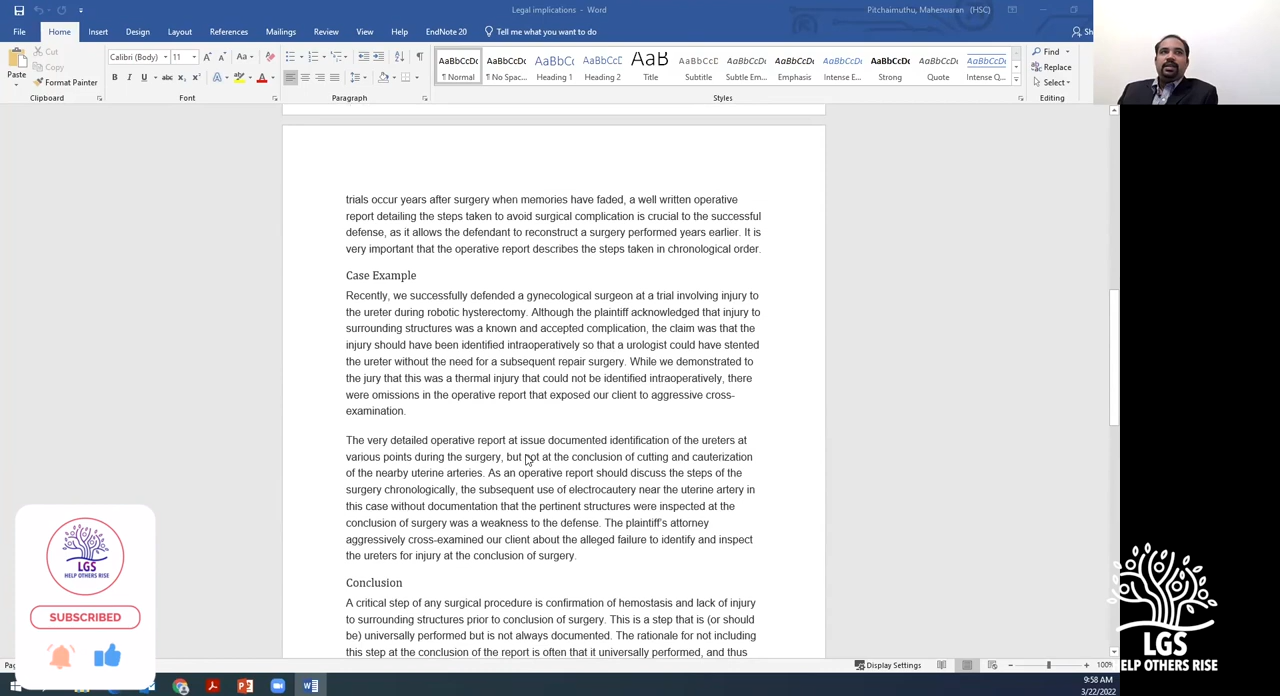 Legal implications - Word
Pitchaimuthu, Maheswaran (HSC)
File Home Insert Design Layout References Mailings Review View Help EndNote 20 Tell me what you want to do
Paste
Cut
Copy
Format Painter
Clipboard
Calibri (Body) 11
Font
Paragraph
AaBbCcDc AaBbCcDc AaBbCc AaBbCcD AaB AaBbCcD AaBbCcDc AaBbCcDc AaBbCcDc AaBbCcDc AaBbCcDc AaBbCcDc
¶ Normal ¶ No Spac... Heading 1 Heading 2 Title Subtitle Subtle Em... Emphasis Intense E... Strong Quote Intense Q...
Styles
Find
Replace
Select
Editing
trials occur years after surgery when memories have faded, a well written operative
report detailing the steps taken to avoid surgical complication is crucial to the successful
defense, as it allows the defendant to reconstruct a surgery performed years earlier. It is
very important that the operative report describes the steps taken in chronological order.
Case Example
Recently, we successfully defended a gynecological surgeon at a trial involving injury to
the ureter during robotic hysterectomy. Although the plaintiff acknowledged that injury to
surrounding structures was a known and accepted complication, the claim was that the
injury should have been identified intraoperatively so that a urologist could have stented
the ureter without the need for a subsequent repair surgery. While we demonstrated to
the jury that this was a thermal injury that could not be identified intraoperatively, there
were omissions in the operative report that exposed our client to aggressive cross-
examination.
The very detailed operative report at issue documented identification of the ureters at
various points during the surgery, but not at the conclusion of cutting and cauterization
of the nearby uterine arteries. As an operative report should discuss the steps of the
surgery chronologically, the subsequent use of electrocautery near the uterine artery in
this case without documentation that the pertinent structures were inspected at the
conclusion of surgery was a weakness to the defense. The plaintiff's attorney
aggressively cross-examined our client about the alleged failure to identify and inspect
the ureters for injury at the conclusion of surgery.
Conclusion
A critical step of any surgical procedure is confirmation of hemostasis and lack of injury
to surrounding structures prior to conclusion of surgery. This is a step that is (or should
be) universally performed but is not always documented. The rationale for not including
this step at the conclusion of the report is often that it universally performed, and thus
LGS
HELP OTHERS RISE
SUBSCRIBED
LGS
HELP OTHERS RISE
Display Settings
100%
9:58 AM
3/22/2022